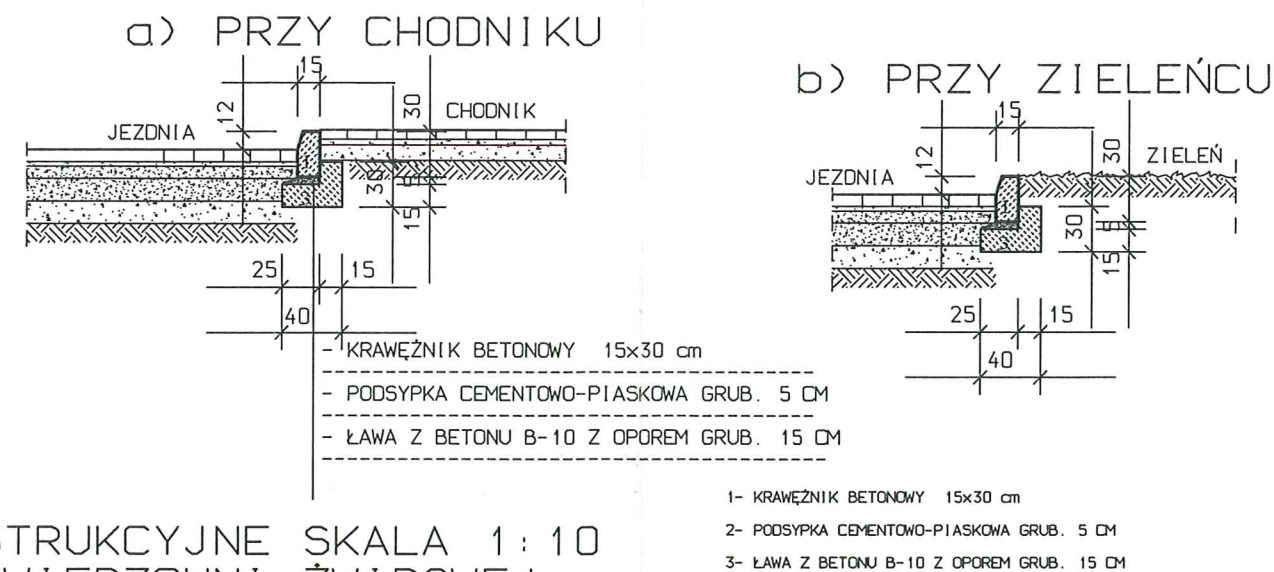 a) PRZY CHODNIKU
15
12
30
CHODNIK
JEZDNIA
30
5
15
25
15
40
- KRAWĘŻNIK BETONOWY 15x30 cm
- PODSYPKA CEMENTOWO-PIASKOWA GRUB. 5 CM
- ŁAWA Z BETONU B-10 Z OPOREM GRUB. 15 CM
b) PRZY ZIELEŃCU
15
12
30
ZIELEŃ
JEZDNIA
30
5
15
25
15
40
1- KRAWĘŻNIK BETONOWY 15x30 cm
2- PODSYPKA CEMENTOWO-PIASKOWA GRUB. 5 CM
3- ŁAWA Z BETONU B-10 Z OPOREM GRUB. 15 CM
STRUKCYJNE SKALA 1:10